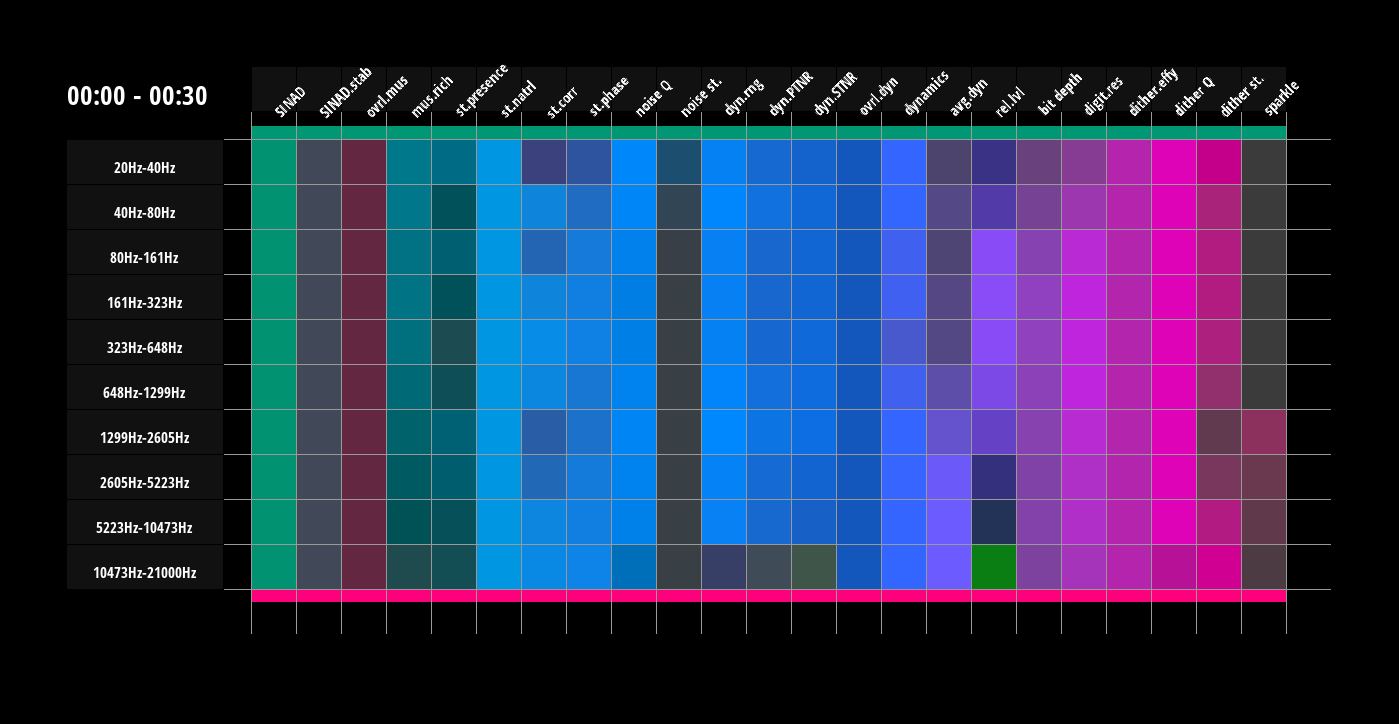 00:00 - 00:30
SINAD
SINAD.stab
ovrl.mus
mus.rich
st.presence
st.natrl
st.corr
st.phase
noise Q
noise st.
dyn.rng
dyn.PTNR
dyn.STNR
ovrl.dyn
dynamics
avg.dyn
rel.lvl
bit depth
digit.res
dither.effy
dither Q
dither st.
sparkle
20Hz-40Hz
40Hz-80Hz
80Hz-161Hz
161Hz-323Hz
323Hz-648Hz
648Hz-1299Hz
1299Hz-2605Hz
2605Hz-5223Hz
5223Hz-10473Hz
10473Hz-21000Hz